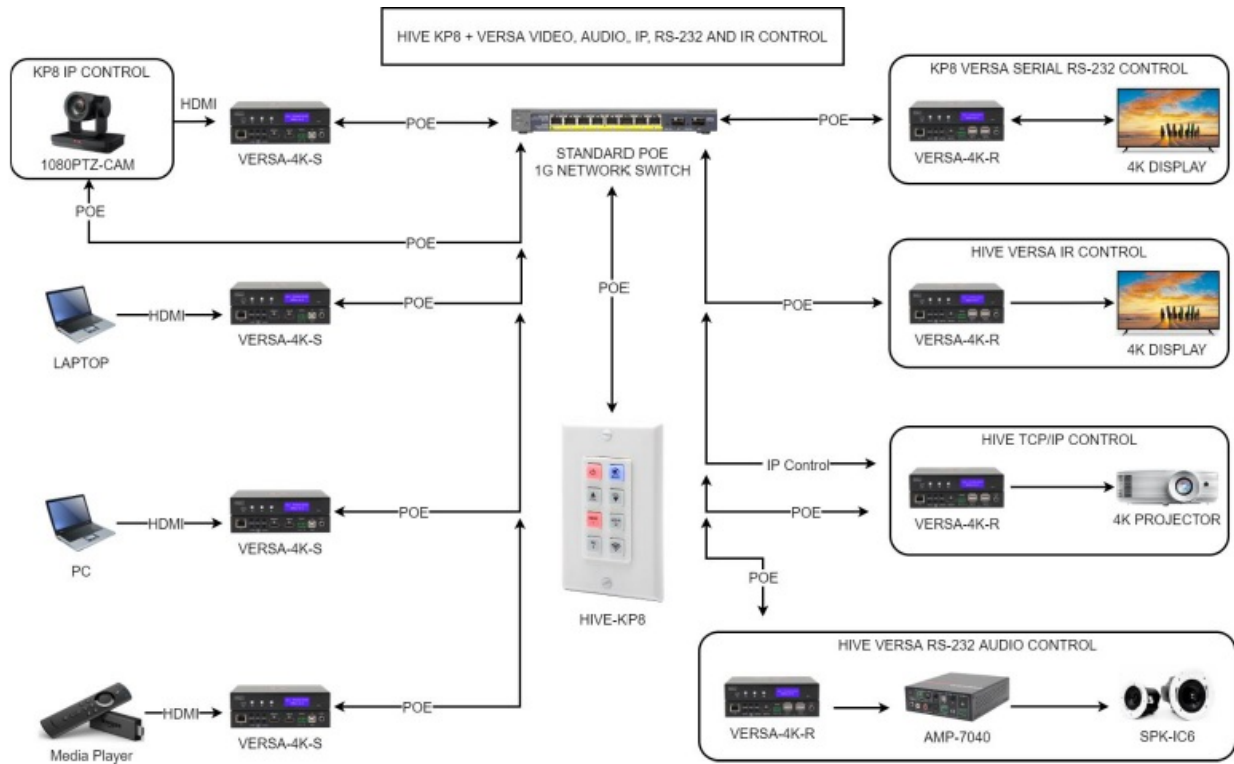 HIVE KP8 + VERSA VIDEO, AUDIO, IP, RS-232 AND IR CONTROL
KP8 IP CONTROL
1080PTZ-CAM
HDMI
VERSA-4K-S
POE
STANDARD POE
1G NETWORK SWITCH
POE
KP8 VERSA SERIAL RS-232 CONTROL
VERSA-4K-R
4K DISPLAY
POE
POE
LAPTOP
HDMI
VERSA-4K-S
POE
POE
POE
HIVE VERSA IR CONTROL
VERSA-4K-R
4K DISPLAY
PC
HDMI
VERSA-4K-S
POE
HIVE-KP8
IP Control
POE
HIVE TCP/IP CONTROL
VERSA-4K-R
4K PROJECTOR
POE
Media Player
HDMI
VERSA-4K-S
POE
HIVE VERSA RS-232 AUDIO CONTROL
VERSA-4K-R
AMP-7040
SPK-IC6